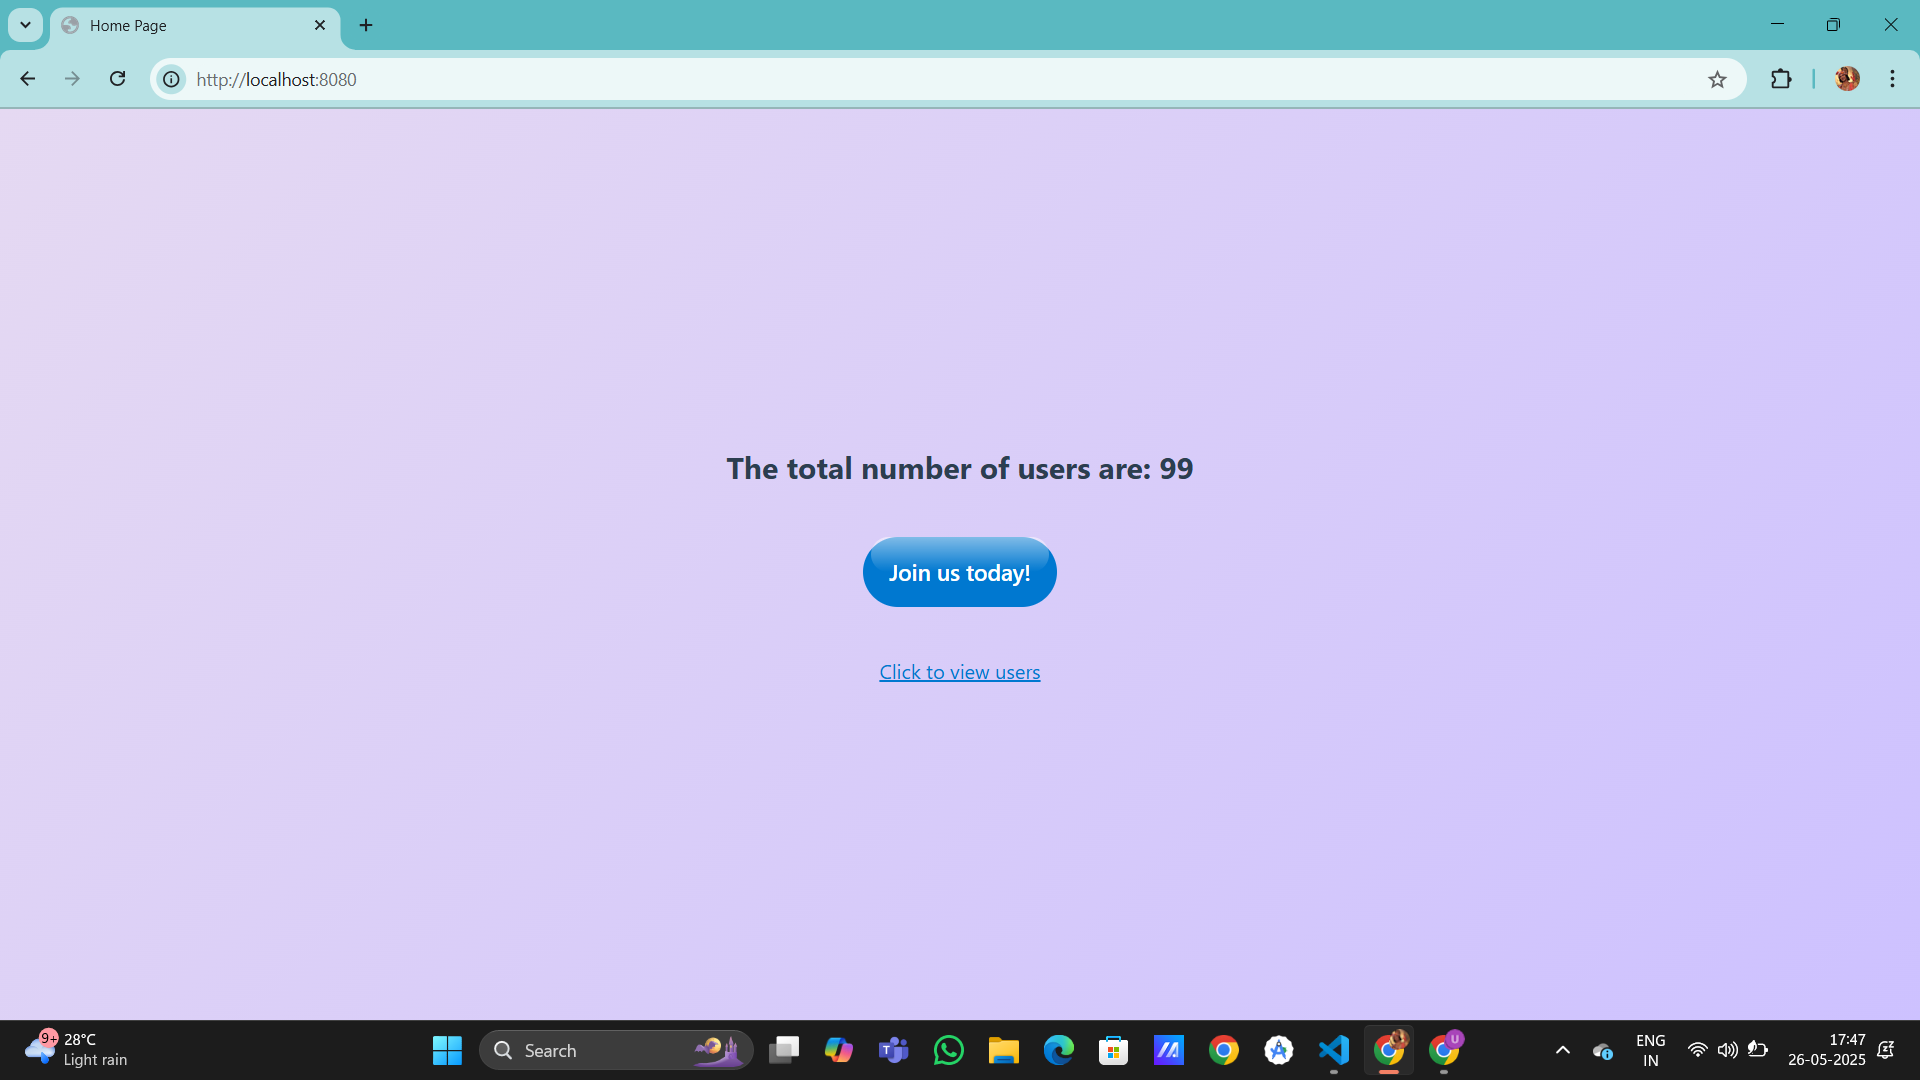 Home Page
http://localhost:8080
The total number of users are: 99
Join us today!
Click to view users
9+
28°C
Light rain
Search
T
U
ENG
IN
17:47
26-05-2025